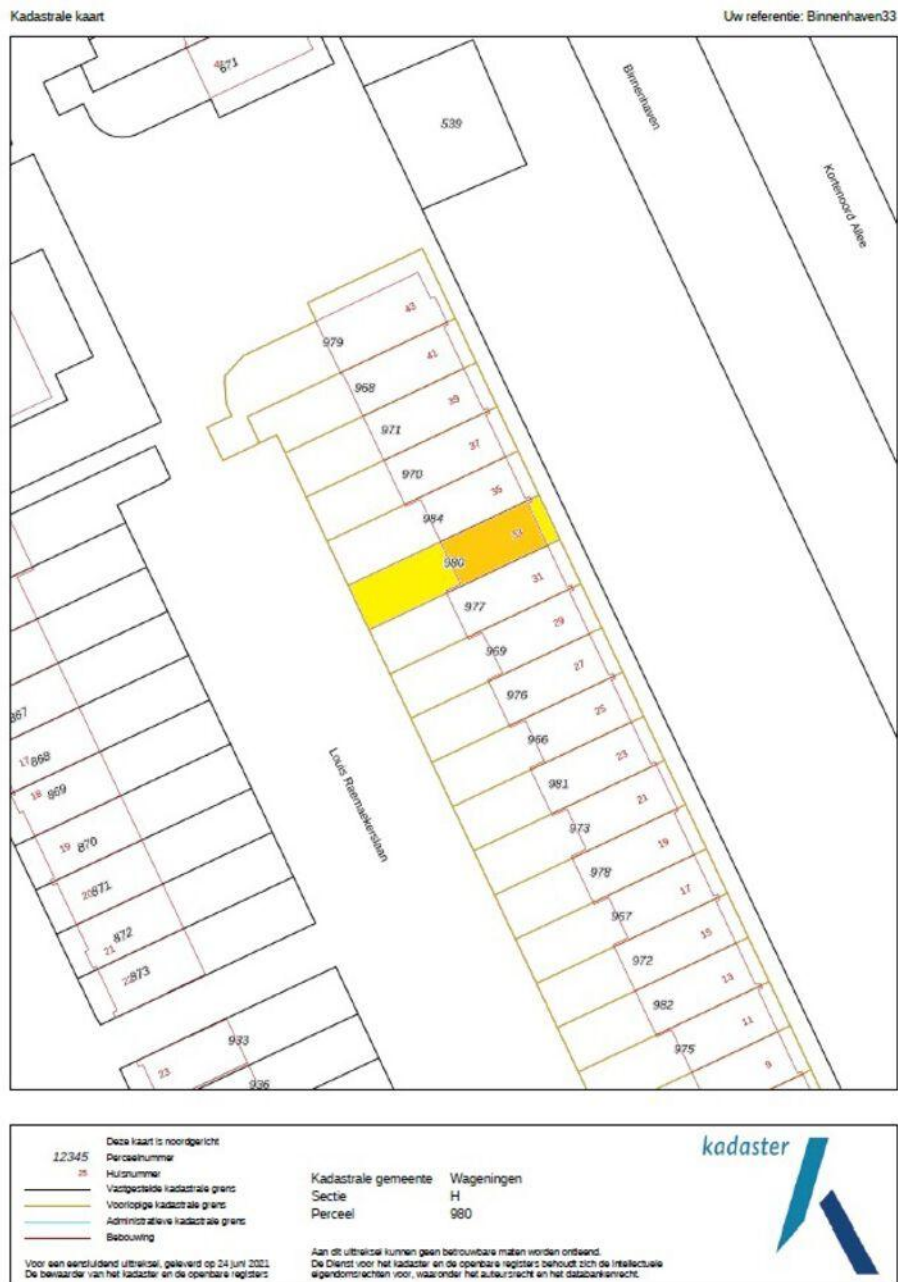 Kadastrale kaart
Uw referentie: Binnenhaven33
671
539
Binnenhaven
Kortenoord Allee
43
979
41
968
39
971
37
970
35
984
33
980
31
977
29
969
27
976
25
966
23
981
21
973
19
978
17
967
15
972
13
982
11
975
9
Louis Raemaekerslaan
867
17
868
18
869
19
870
20
871
872
21
873
933
23
936
Deze kaart is noordgericht
12345 Perceelnummer
25 Huisnummer
Vastgestelde kadastrale grens
Voorlopige kadastrale grens
Administratieve kadastrale grens
Bebouwing
Voor een eensluidend uittreksel, geleverd op 24 juni 2021
De bewaarder van het kadaster en de openbare registers
Kadastrale gemeente Wageningen
Sectie H
Perceel 980
Aan dit uittreksel kunnen geen betrouwbare maten worden ontleend.
De Dienst voor het kadaster en de openbare registers behoudt zich de intellectuele
eigendomsrechten voor, waaronder het auteursrecht en het databankenrecht.
kadaster